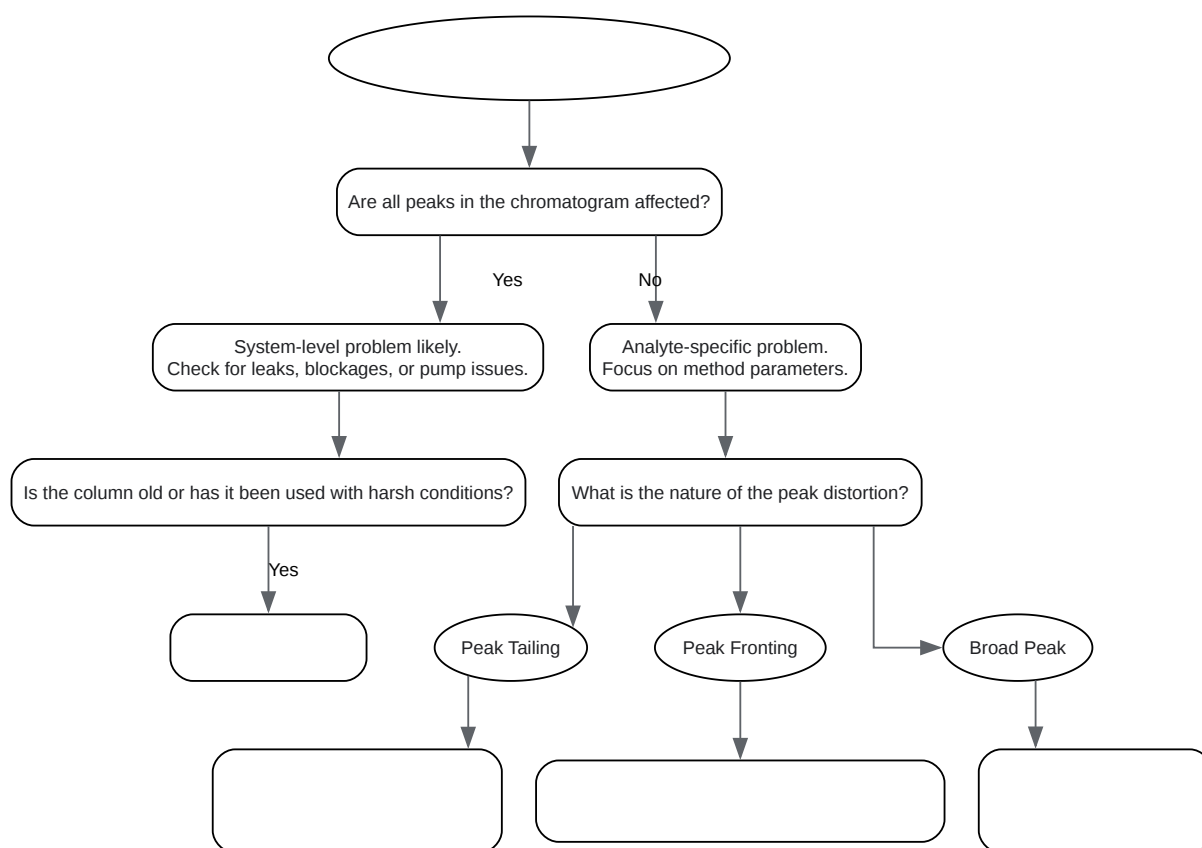 Are all peaks in the chromatogram affected?
Yes
No
System-level problem likely.
Check for leaks, blockages, or pump issues.
Analyte-specific problem.
Focus on method parameters.
Is the column old or has it been used with harsh conditions?
What is the nature of the peak distortion?
Yes
Peak Tailing
Peak Fronting
Broad Peak